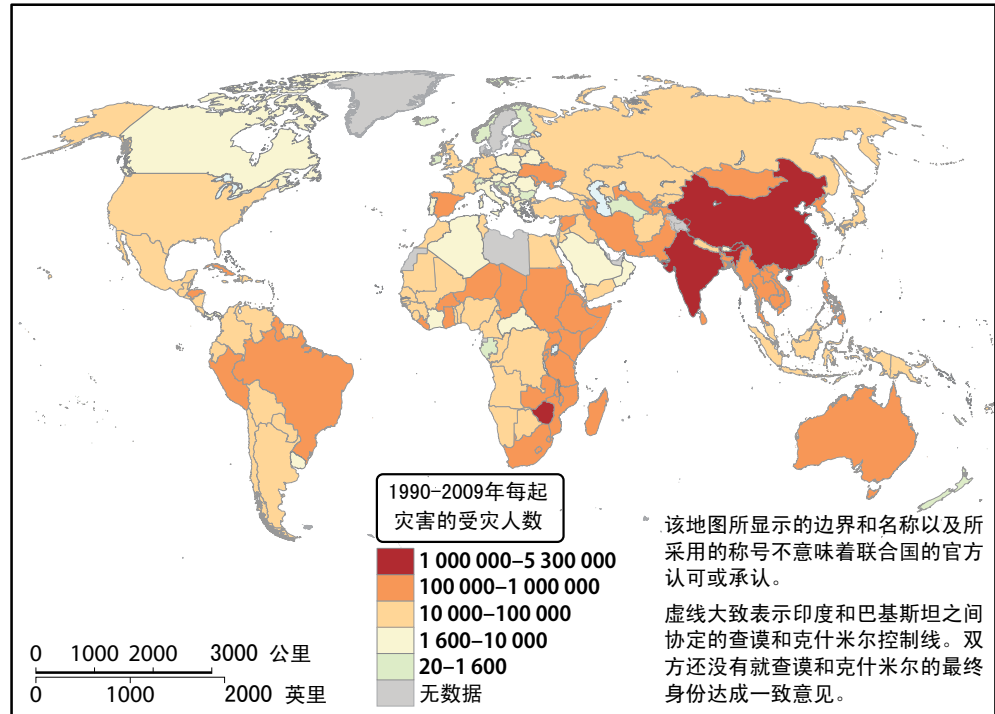 1990-2009年每起
灾害的受灾人数
1 000 000–5 300 000
100 000–1 000 000
10 000–100 000
1 600–10 000
20–1 600
无数据
0 1000 2000 3000 公里
0 1000 2000 英里
该地图所显示的边界和名称以及所
采用的称号不意味着联合国的官方
认可或承认。
虚线大致表示印度和巴基斯坦之间
协定的查谟和克什米尔控制线。双
方还没有就查谟和克什米尔的最终
身份达成一致意见。